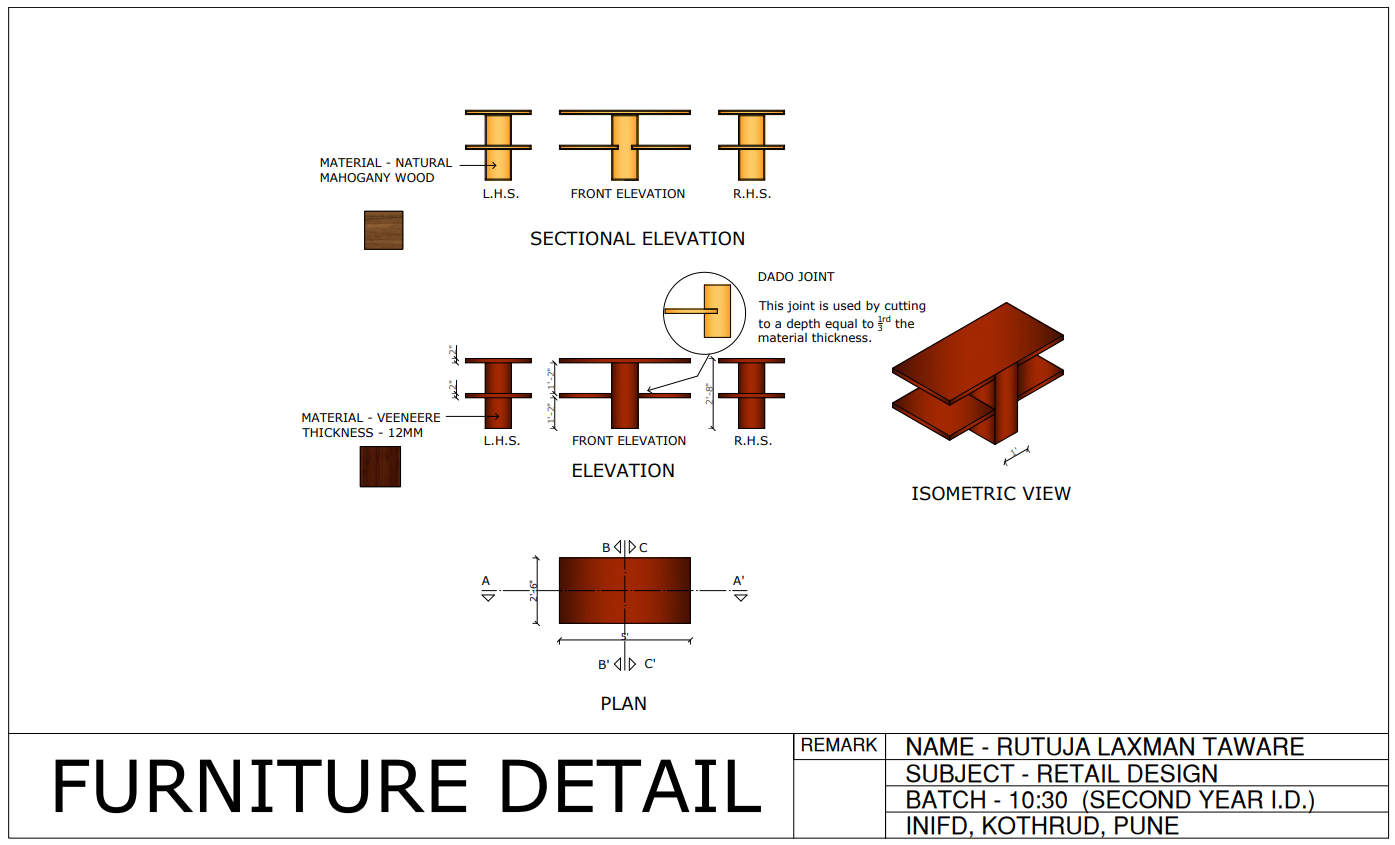 MATERIAL - NATURAL
MAHOGANY WOOD
L.H.S.
FRONT ELEVATION
R.H.S.
SECTIONAL ELEVATION
DADO JOINT
This joint is used by cutting
to a depth equal to 1/3rd the
material thickness.
2"
2"
1'-2"
1'-2"
2'-8"
MATERIAL - VEENEERE
THICKNESS - 12MM
L.H.S.
FRONT ELEVATION
R.H.S.
ELEVATION
1'
ISOMETRIC VIEW
B C
A A'
2'-6"
5'
B' C'
PLAN
FURNITURE DETAIL
REMARK
NAME - RUTUJA LAXMAN TAWARE
SUBJECT - RETAIL DESIGN
BATCH - 10:30 (SECOND YEAR I.D.)
INIFD, KOTHRUD, PUNE